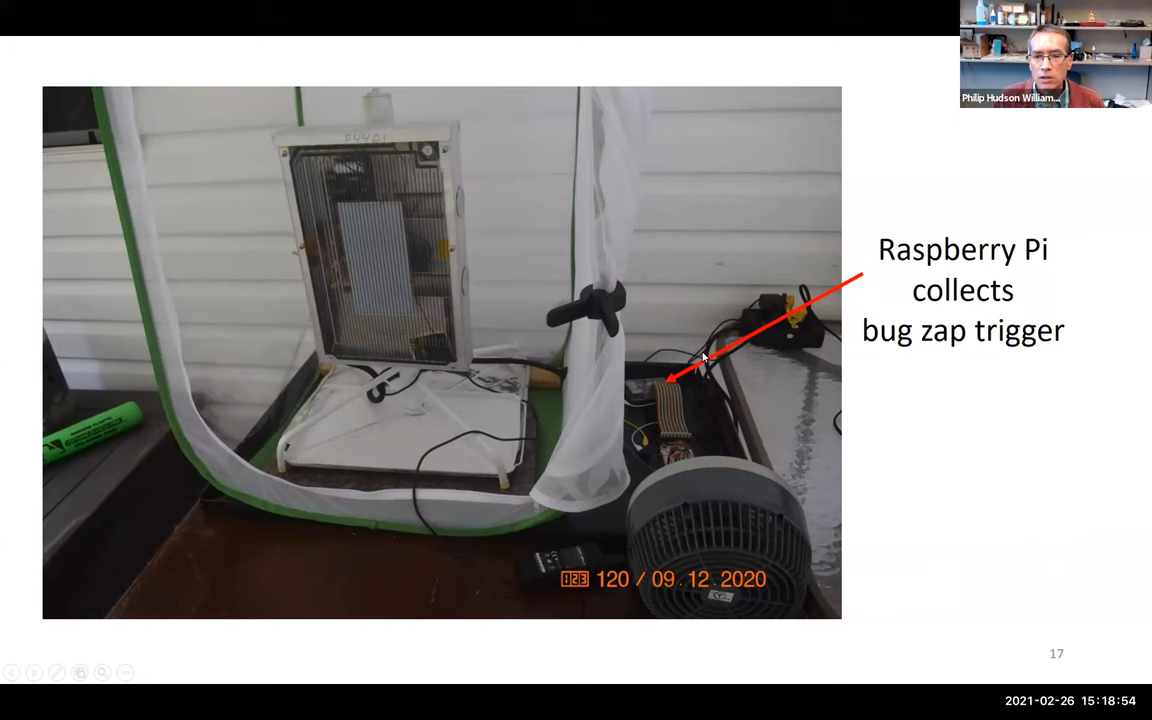 Philip Hudson William...
Raspberry Pi
collects
bug zap trigger
123 120 / 09.12.2020
17
2021-02-26 15:18:54